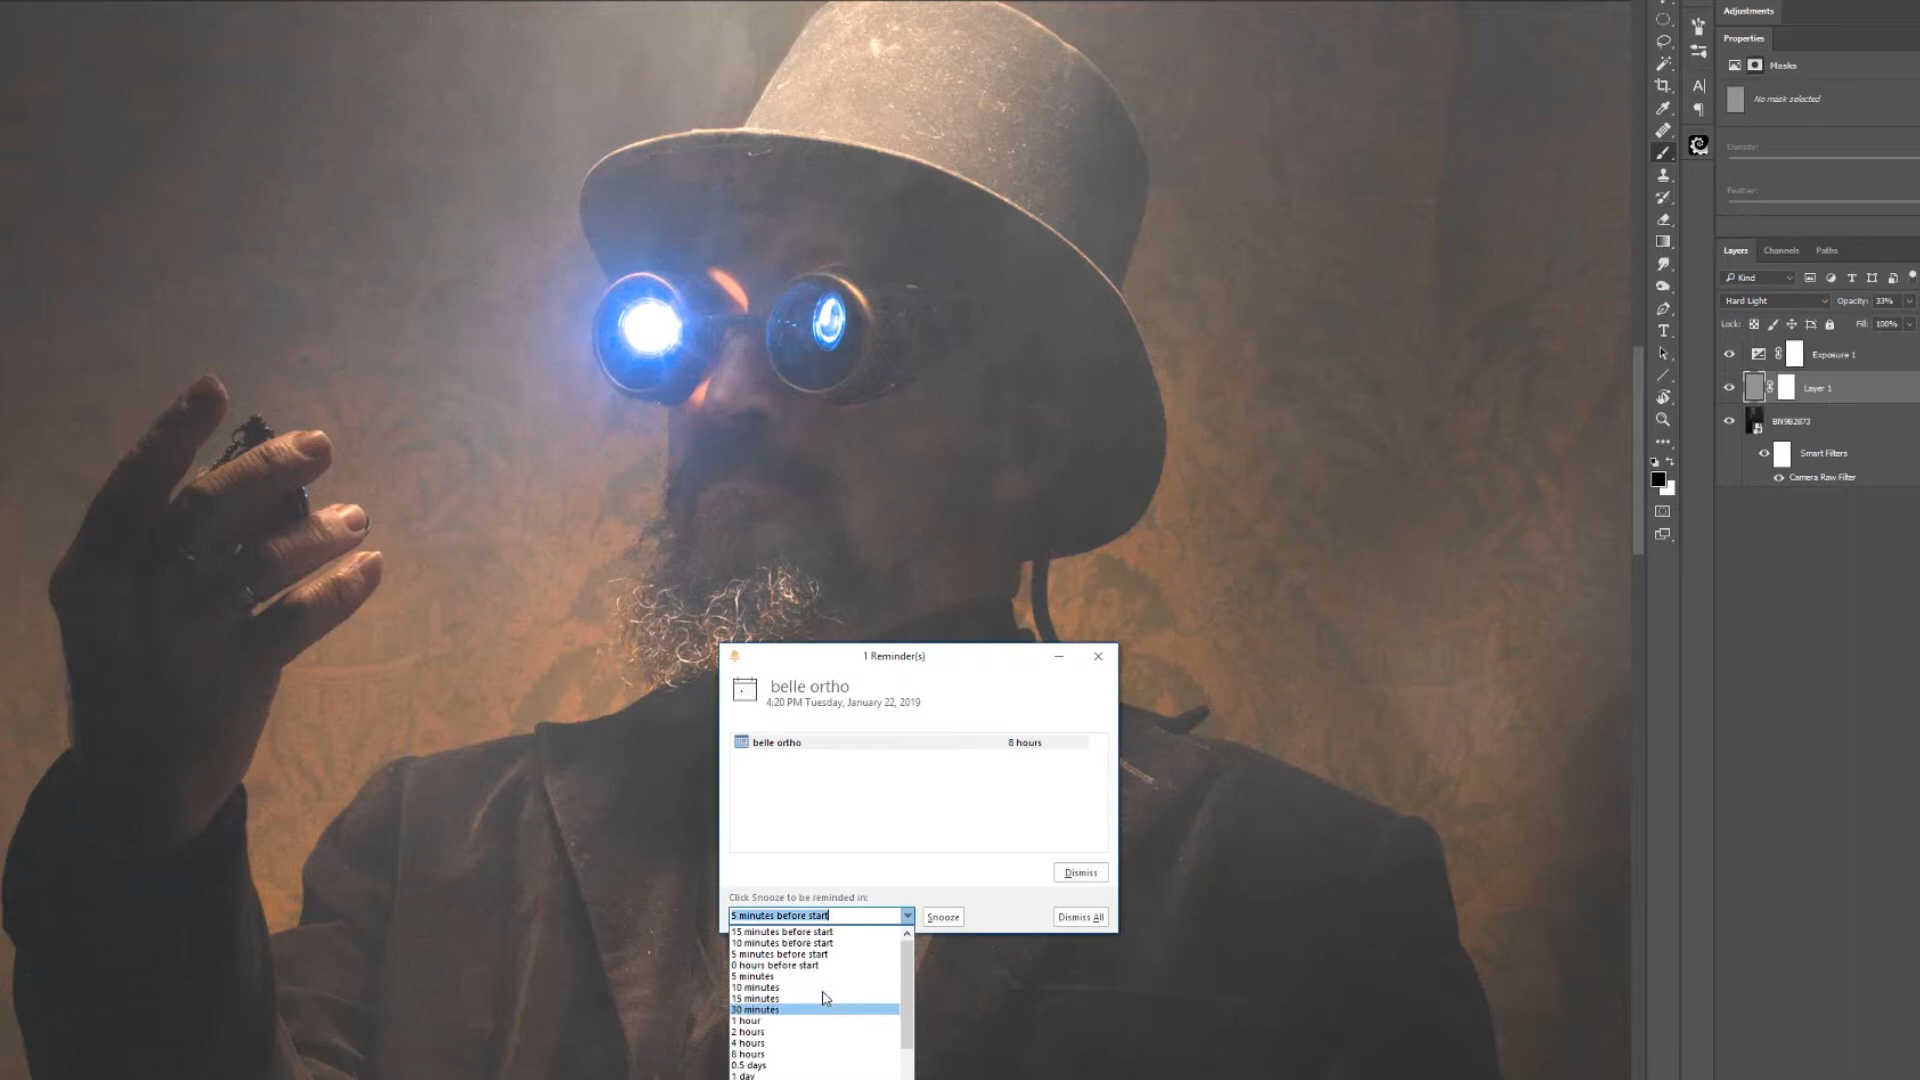 Adjustments
Properties
Masks
No mask selected
Density:
Feather:
Layers Channels Paths
Kind
Hard Light Opacity: 33%
Lock: Fill: 100%
Exposure 1
Layer 1
BN9B2873
Smart Filters
Camera Raw Filter
1 Reminder(s)
belle ortho
4:20 PM Tuesday, January 22, 2019
belle ortho 8 hours
Dismiss
Click Snooze to be reminded in:
5 minutes before start Snooze Dismiss All
15 minutes before start
10 minutes before start
5 minutes before start
0 hours before start
5 minutes
10 minutes
15 minutes
30 minutes
1 hour
2 hours
4 hours
8 hours
0.5 days
1 day